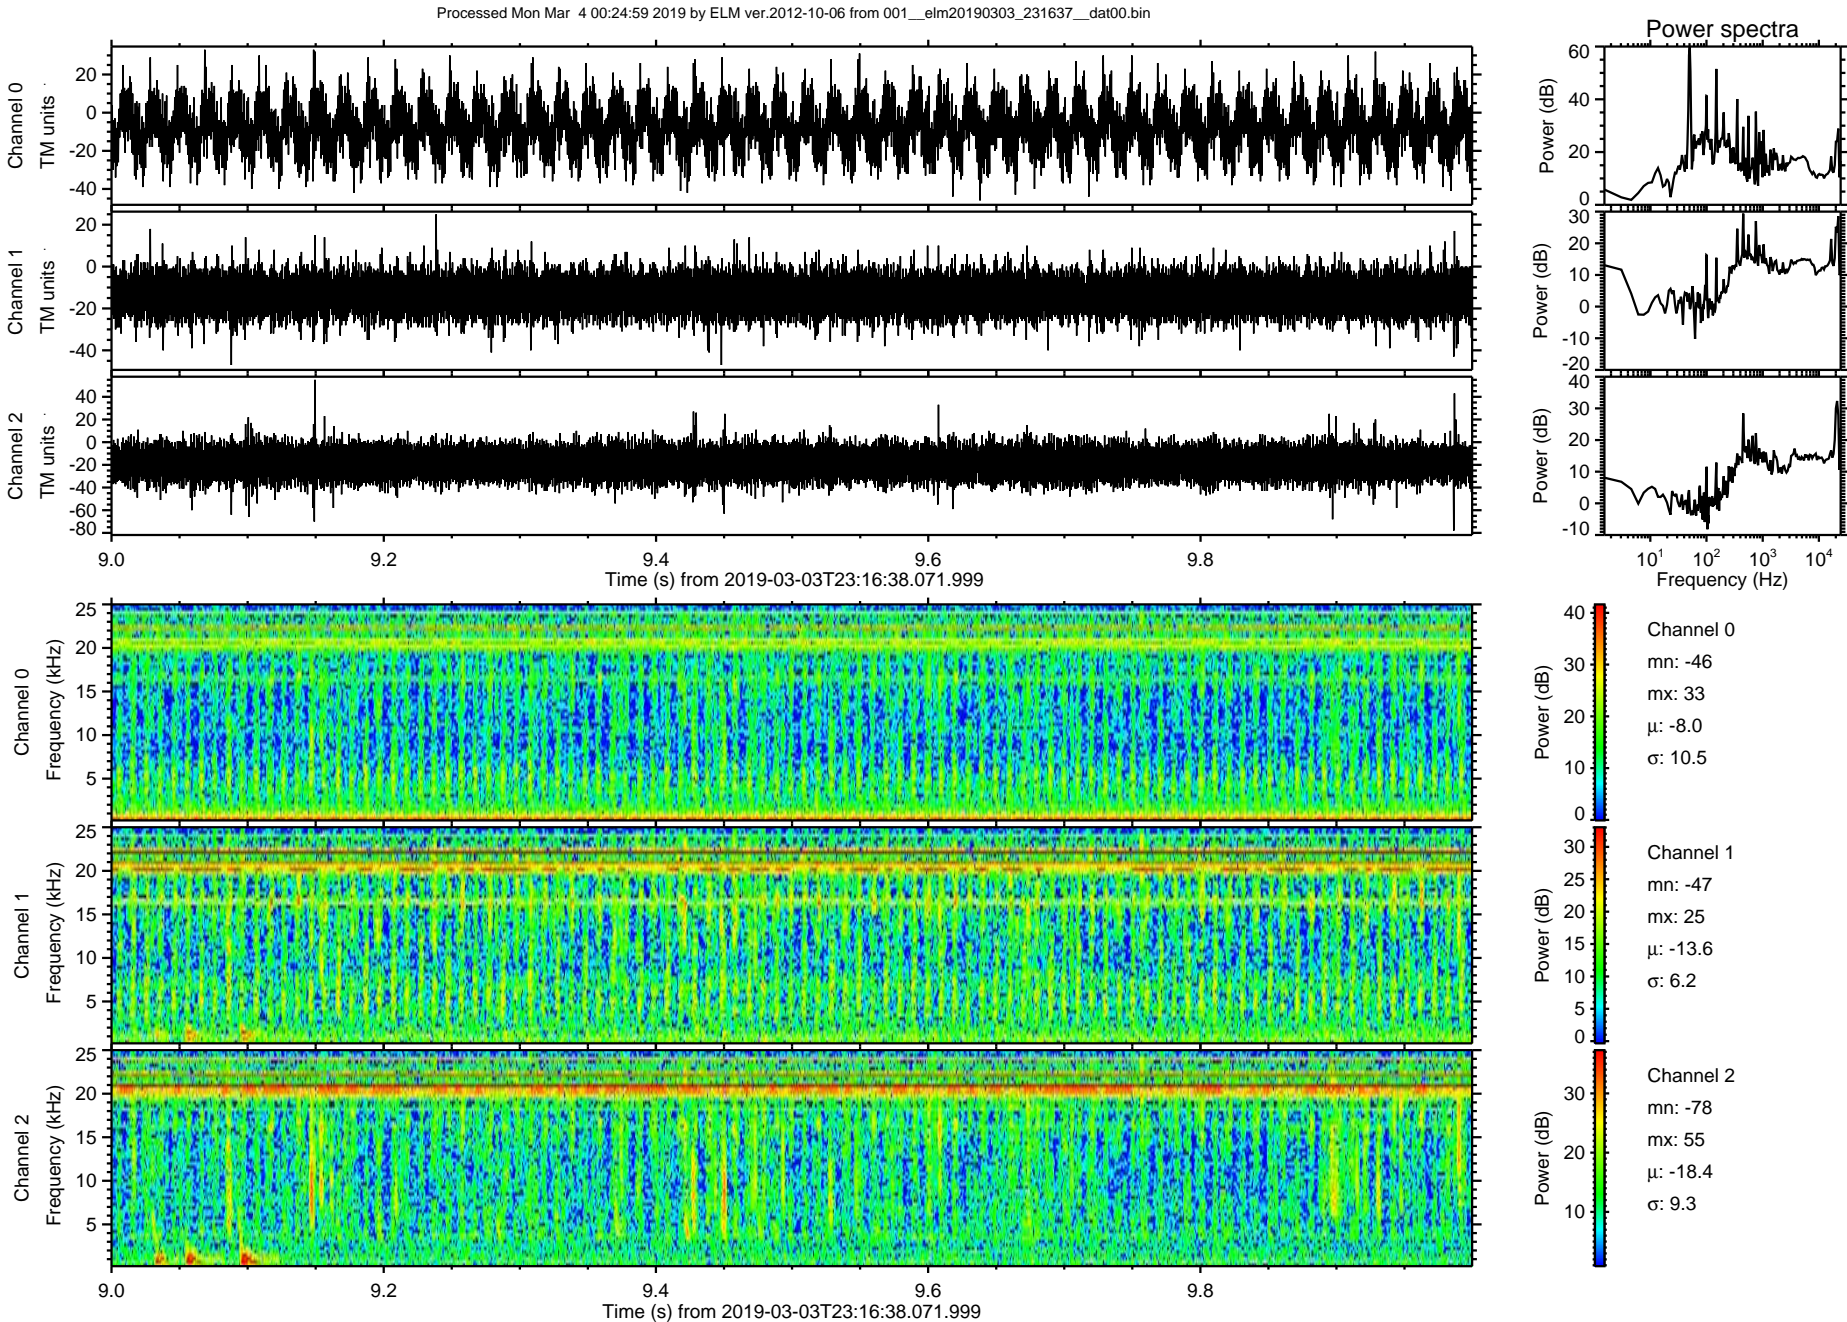 Processed Mon Mar  4 00:24:59 2019 by ELM ver.2012-10-06 from 001__elm20190303_231637__dat00.bin
Power spectra
Channel 0
TM units
20
0
-20
-40
Power (dB)
60
40
20
0
Channel 1
TM units
20
0
-20
-40
Power (dB)
30
20
10
0
-10
-20
Channel 2
TM units
40
20
0
-20
-40
-60
-80
Power (dB)
40
30
20
10
0
-10
9.0 9.2 9.4 9.6 9.8
Time (s) from 2019-03-03T23:16:38.071.999
10^1 10^2 10^3 10^4
Frequency (Hz)
Channel 0
Frequency (kHz)
25
20
15
10
5
Power (dB)
40
30
20
10
0
Channel 0
mn: -46
mx: 33
μ: -8.0
σ: 10.5
Channel 1
Frequency (kHz)
25
20
15
10
5
Power (dB)
30
25
20
15
10
5
0
Channel 1
mn: -47
mx: 25
μ: -13.6
σ: 6.2
Channel 2
Frequency (kHz)
25
20
15
10
5
Power (dB)
30
20
10
Channel 2
mn: -78
mx: 55
μ: -18.4
σ: 9.3
9.0 9.2 9.4 9.6 9.8
Time (s) from 2019-03-03T23:16:38.071.999